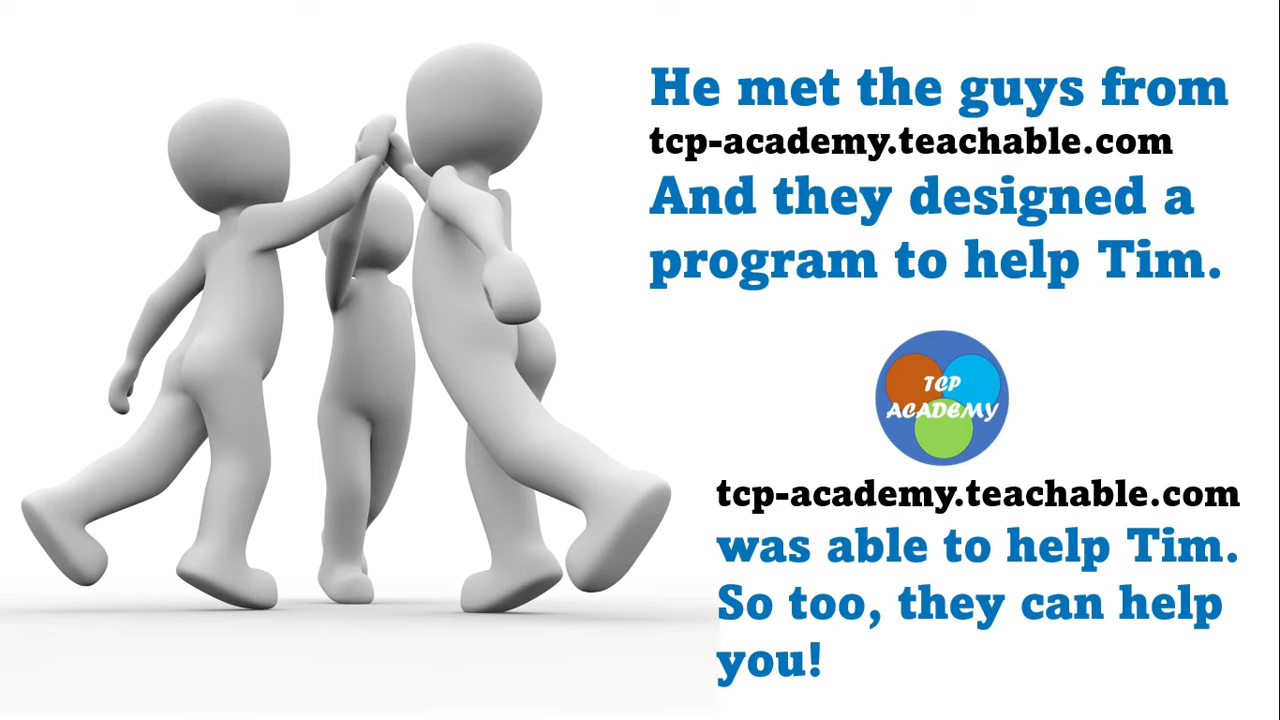 He met the guys from
tcp-academy.teachable.com
And they designed a
program to help Tim.
TCP
ACADEMY
tcp-academy.teachable.com
was able to help Tim.
So too, they can help
you!